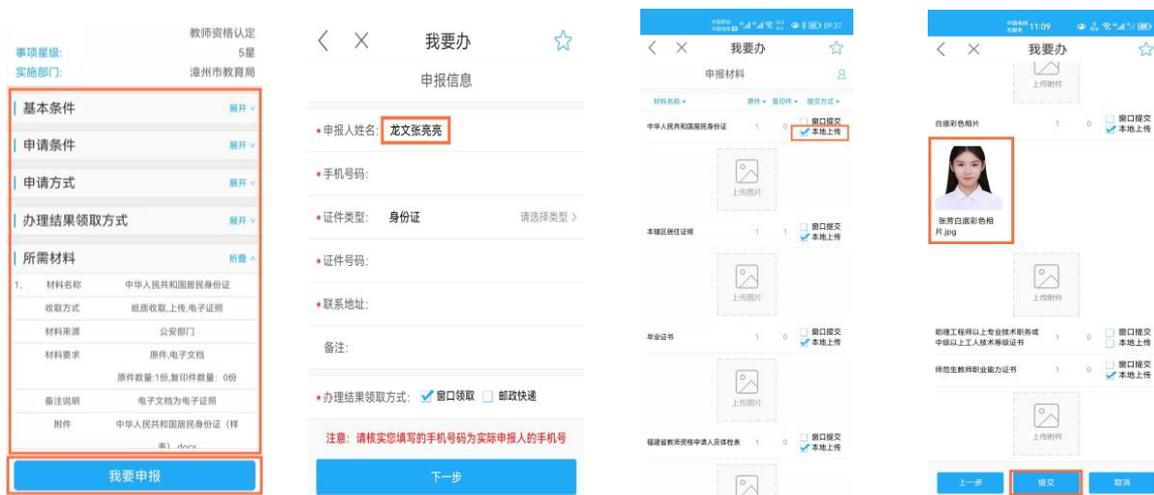 教师资格认定
事项星级: 5星
实施部门: 漳州市教育局
基本条件 展开
申请条件 展开
申请方式 展开
办理结果领取方式 展开
所需材料 折叠
1. 材料名称 中华人民共和国居民身份证
收取方式 纸质收取,上传,电子证照
材料来源 公安部门
材料要求 原件,电子文档
原件数量:1份,复印件数量: 0份
备注说明 电子文档为电子证照
附件 中华人民共和国居民身份证（样
表）.docx
我要申报
我要办
申报信息
*申报人姓名: 龙文张亮亮
*手机号码:
*证件类型: 身份证 请选择类型 >
*证件号码:
*联系地址:
备注:
*办理结果领取方式: 窗口领取 邮政快递
注意: 请核实您填写的手机号码为实际申报人的手机号
下一步
中国移动
中国电信
09:37
我要办
申报材料
材料名称 原件 复印件 提交方式
中华人民共和国居民身份证 1 0 窗口提交
本地上传
上传图片
本辖区居住证明 1 1 窗口提交
本地上传
上传图片
毕业证书 1 0 窗口提交
本地上传
上传图片
福建省教师资格申请人员体检表 1 0 窗口提交
本地上传
中国电信
11:09
我要办
上传附件
白底彩色相片 1 0 窗口提交
本地上传
张芳白底彩色相
片.jpg
上传附件
助理工程师以上专业技术职务或
中级以上工人技术等级证书 1 0 窗口提交
本地上传
师范生教师职业能力证书 1 0 窗口提交
本地上传
上传附件
上一步 提交 取消